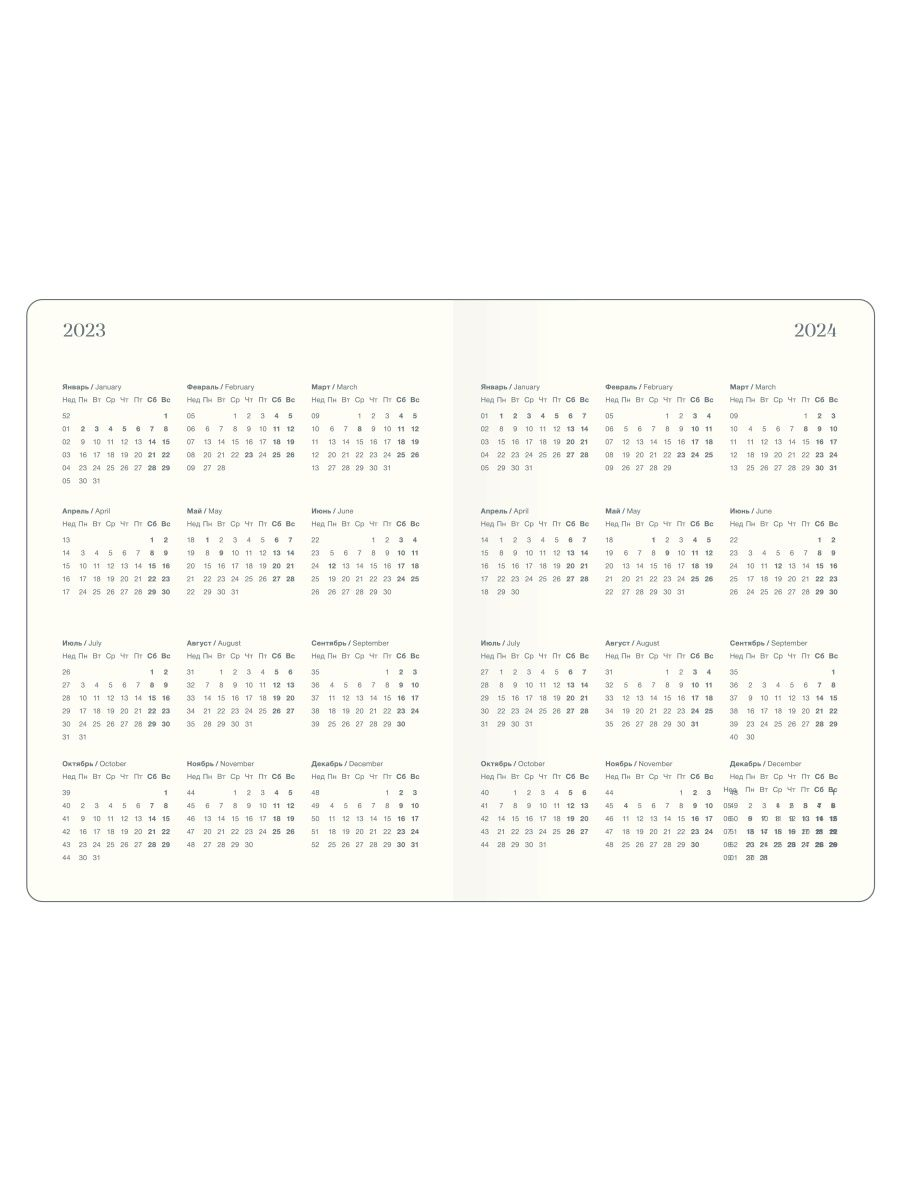 2023
Январь / January
Нед Пн Вт Ср Чт Пт Сб Вс
52 1
01 2 3 4 5 6 7 8
02 9 10 11 12 13 14 15
03 16 17 18 19 20 21 22
04 23 24 25 26 27 28 29
05 30 31
Февраль / February
Нед Пн Вт Ср Чт Пт Сб Вс
05 1 2 3 4 5
06 6 7 8 9 10 11 12
07 13 14 15 16 17 18 19
08 20 21 22 23 24 25 26
09 27 28
Март / March
Нед Пн Вт Ср Чт Пт Сб Вс
09 1 2 3 4 5
10 6 7 8 9 10 11 12
11 13 14 15 16 17 18 19
12 20 21 22 23 24 25 26
13 27 28 29 30 31
Апрель / April
Нед Пн Вт Ср Чт Пт Сб Вс
13 1 2
14 3 4 5 6 7 8 9
15 10 11 12 13 14 15 16
16 17 18 19 20 21 22 23
17 24 25 26 27 28 29 30
Май / May
Нед Пн Вт Ср Чт Пт Сб Вс
18 1 2 3 4 5 6 7
19 8 9 10 11 12 13 14
20 15 16 17 18 19 20 21
21 22 23 24 25 26 27 28
22 29 30 31
Июнь / June
Нед Пн Вт Ср Чт Пт Сб Вс
22 1 2 3 4
23 5 6 7 8 9 10 11
24 12 13 14 15 16 17 18
25 19 20 21 22 23 24 25
26 26 27 28 29 30
Июль / July
Нед Пн Вт Ср Чт Пт Сб Вс
26 1 2
27 3 4 5 6 7 8 9
28 10 11 12 13 14 15 16
29 17 18 19 20 21 22 23
30 24 25 26 27 28 29 30
31 31
Август / August
Нед Пн Вт Ср Чт Пт Сб Вс
31 1 2 3 4 5 6
32 7 8 9 10 11 12 13
33 14 15 16 17 18 19 20
34 21 22 23 24 25 26 27
35 28 29 30 31
Сентябрь / September
Нед Пн Вт Ср Чт Пт Сб Вс
35 1 2 3
36 4 5 6 7 8 9 10
37 11 12 13 14 15 16 17
38 18 19 20 21 22 23 24
39 25 26 27 28 29 30
Октябрь / October
Нед Пн Вт Ср Чт Пт Сб Вс
39 1
40 2 3 4 5 6 7 8
41 9 10 11 12 13 14 15
42 16 17 18 19 20 21 22
43 23 24 25 26 27 28 29
44 30 31
Ноябрь / November
Нед Пн Вт Ср Чт Пт Сб Вс
44 1 2 3 4 5
45 6 7 8 9 10 11 12
46 13 14 15 16 17 18 19
47 20 21 22 23 24 25 26
48 27 28 29 30
Декабрь / December
Нед Пн Вт Ср Чт Пт Сб Вс
48 1 2 3
49 4 5 6 7 8 9 10
50 11 12 13 14 15 16 17
51 18 19 20 21 22 23 24
52 25 26 27 28 29 30 31
2024
Январь / January
Нед Пн Вт Ср Чт Пт Сб Вс
01 1 2 3 4 5 6 7
02 8 9 10 11 12 13 14
03 15 16 17 18 19 20 21
04 22 23 24 25 26 27 28
05 29 30 31
Февраль / February
Нед Пн Вт Ср Чт Пт Сб Вс
05 1 2 3 4
06 5 6 7 8 9 10 11
07 12 13 14 15 16 17 18
08 19 20 21 22 23 24 25
09 26 27 28 29
Март / March
Нед Пн Вт Ср Чт Пт Сб Вс
09 1 2 3
10 4 5 6 7 8 9 10
11 11 12 13 14 15 16 17
12 18 19 20 21 22 23 24
13 25 26 27 28 29 30 31
Апрель / April
Нед Пн Вт Ср Чт Пт Сб Вс
14 1 2 3 4 5 6 7
15 8 9 10 11 12 13 14
16 15 16 17 18 19 20 21
17 22 23 24 25 26 27 28
18 29 30
Май / May
Нед Пн Вт Ср Чт Пт Сб Вс
18 1 2 3 4 5
19 6 7 8 9 10 11 12
20 13 14 15 16 17 18 19
21 20 21 22 23 24 25 26
22 27 28 29 30 31
Июнь / June
Нед Пн Вт Ср Чт Пт Сб Вс
22 1 2
23 3 4 5 6 7 8 9
24 10 11 12 13 14 15 16
25 17 18 19 20 21 22 23
26 24 25 26 27 28 29 30
Июль / July
Нед Пн Вт Ср Чт Пт Сб Вс
27 1 2 3 4 5 6 7
28 8 9 10 11 12 13 14
29 15 16 17 18 19 20 21
30 22 23 24 25 26 27 28
31 29 30 31
Август / August
Нед Пн Вт Ср Чт Пт Сб Вс
31 1 2 3 4
32 5 6 7 8 9 10 11
33 12 13 14 15 16 17 18
34 19 20 21 22 23 24 25
35 26 27 28 29 30 31
Сентябрь / September
Нед Пн Вт Ср Чт Пт Сб Вс
35 1
36 2 3 4 5 6 7 8
37 9 10 11 12 13 14 15
38 16 17 18 19 20 21 22
39 23 24 25 26 27 28 29
40 30
Октябрь / October
Нед Пн Вт Ср Чт Пт Сб Вс
40 1 2 3 4 5 6
41 7 8 9 10 11 12 13
42 14 15 16 17 18 19 20
43 21 22 23 24 25 26 27
44 28 29 30 31
Ноябрь / November
Нед Пн Вт Ср Чт Пт Сб Вс
44 1 2 3
45 4 5 6 7 8 9 10
46 11 12 13 14 15 16 17
47 18 19 20 21 22 23 24
48 25 26 27 28 29 30
Декабрь / December
Нед Пн Вт Ср Чт Пт Сб Вс
Нед Пн Вт Ср Чт Пт Сб Вс